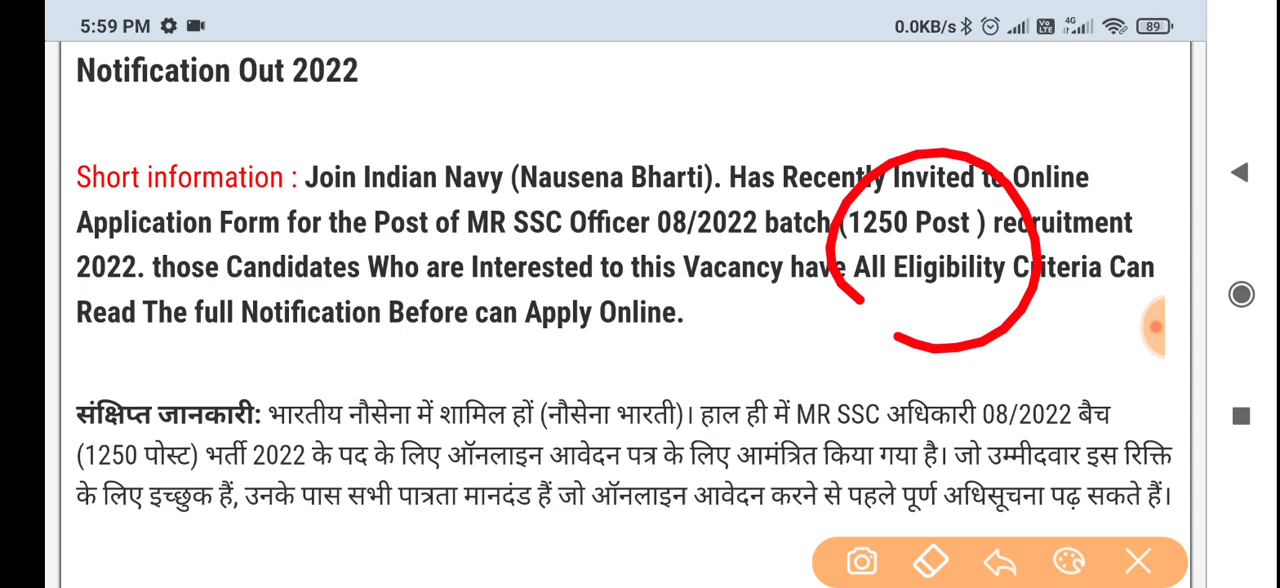 5:59 PM
0.0KB/s
Vo LTE
4G
89
Notification Out 2022
Short information : Join Indian Navy (Nausena Bharti). Has Recently Invited to Online
Application Form for the Post of MR SSC Officer 08/2022 batch (1250 Post ) recruitment
2022. those Candidates Who are Interested to this Vacancy have All Eligibility Criteria Can
Read The full Notification Before can Apply Online.
संक्षिप्त जानकारी: भारतीय नौसेना में शामिल हों (नौसेना भारती)। हाल ही में MR SSC अधिकारी 08/2022 बैच
(1250 पोस्ट) भर्ती 2022 के पद के लिए ऑनलाइन आवेदन पत्र के लिए आमंत्रित किया गया है। जो उम्मीदवार इस रिक्ति
के लिए इच्छुक हैं, उनके पास सभी पात्रता मानदंड हैं जो ऑनलाइन आवेदन करने से पहले पूर्ण अधिसूचना पढ़ सकते हैं।